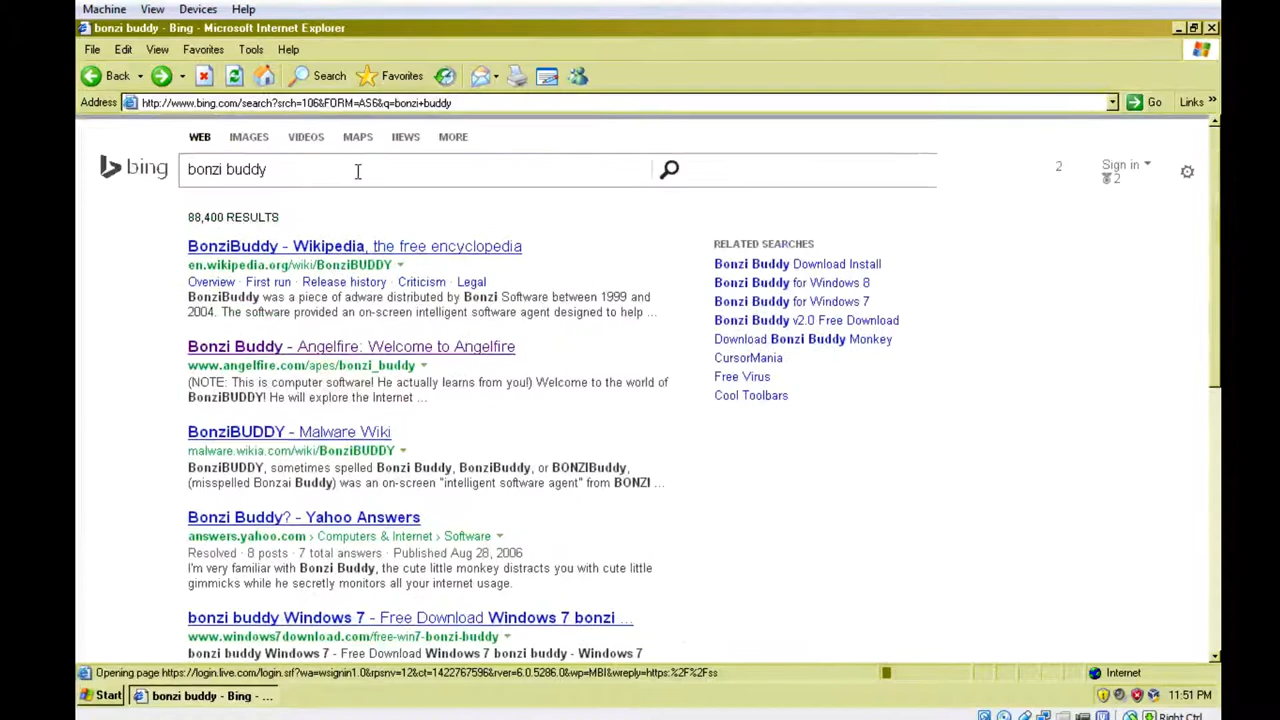 Machine View Devices Help
bonzi buddy - Bing - Microsoft Internet Explorer
File Edit View Favorites Tools Help
Back Search Favorites
Address http://www.bing.com/search?srch=106&FORM=AS6&q=bonzi+buddy Go Links »
WEB IMAGES VIDEOS MAPS NEWS MORE
bing bonzi buddy 2 Sign in
2
88,400 RESULTS
BonziBuddy - Wikipedia, the free encyclopedia
en.wikipedia.org/wiki/BonziBUDDY
Overview · First run · Release history · Criticism · Legal
BonziBuddy was a piece of adware distributed by Bonzi Software between 1999 and
2004. The software provided an on-screen intelligent software agent designed to help ...
Bonzi Buddy - Angelfire: Welcome to Angelfire
www.angelfire.com/apes/bonzi_buddy
(NOTE: This is computer software! He actually learns from you!) Welcome to the world of
BonziBUDDY! He will explore the Internet ...
BonziBUDDY - Malware Wiki
malware.wikia.com/wiki/BonziBUDDY
BonziBUDDY, sometimes spelled Bonzi Buddy, BonziBuddy, or BONZIBuddy,
(misspelled Bonzai Buddy) was an on-screen "intelligent software agent" from BONZI ...
Bonzi Buddy? - Yahoo Answers
answers.yahoo.com › Computers & Internet › Software
Resolved · 8 posts · 7 total answers · Published Aug 28, 2006
I'm very familiar with Bonzi Buddy, the cute little monkey distracts you with cute little
gimmicks while he secretly monitors all your internet usage.
bonzi buddy Windows 7 - Free Download Windows 7 bonzi ...
www.windows7download.com/free-win7-bonzi-buddy
bonzi buddy Windows 7 - Free Download Windows 7 bonzi buddy - Windows 7
RELATED SEARCHES
Bonzi Buddy Download Install
Bonzi Buddy for Windows 8
Bonzi Buddy for Windows 7
Bonzi Buddy v2.0 Free Download
Download Bonzi Buddy Monkey
CursorMania
Free Virus
Cool Toolbars
Opening page https://login.live.com/login.srf?wa=wsignin1.0&rpsnv=12&ct=1422767596&rver=6.0.5286.0&wp=MBI&wreply=https:%2F%2Fss Internet
Start bonzi buddy - Bing - ... 11:51 PM
Right Ctrl